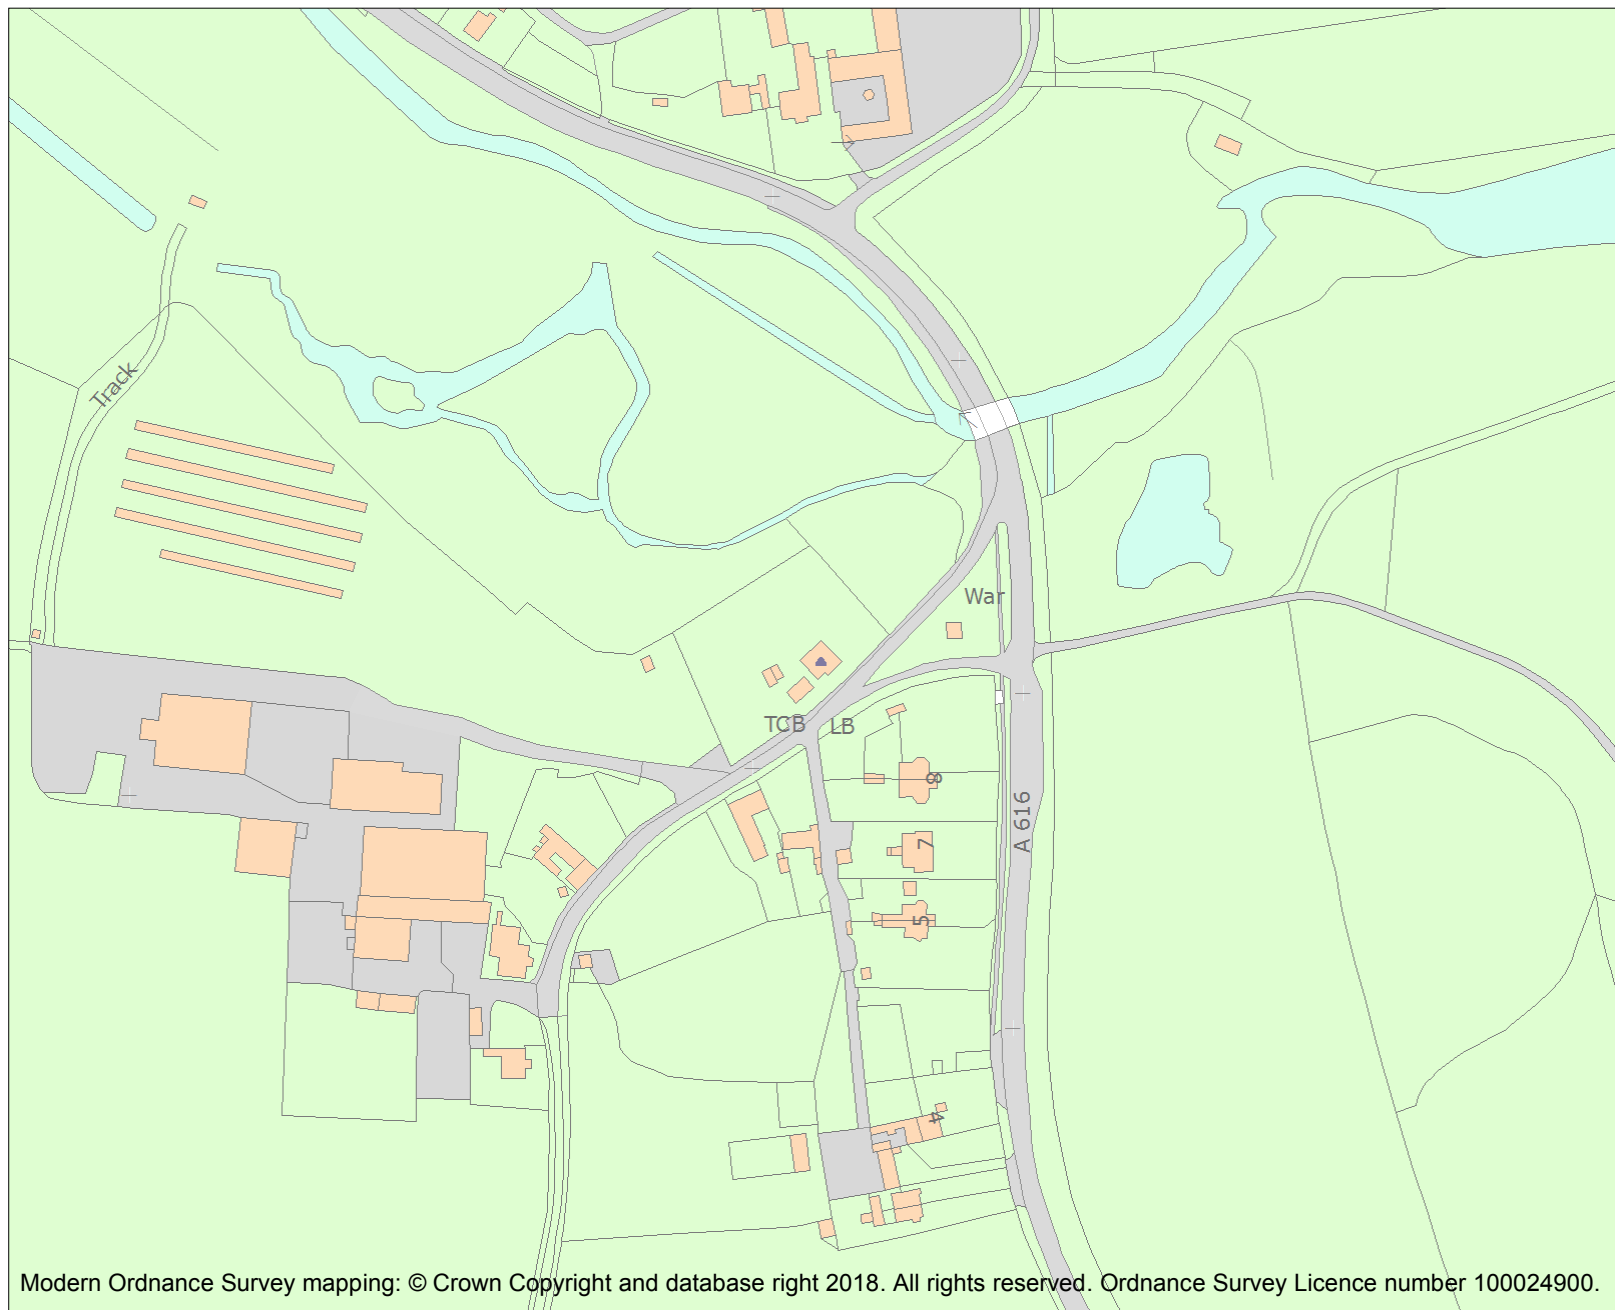 Track
War
TCB
LB
8
A 616
7
5
4
Modern Ordnance Survey mapping: © Crown Copyright and database right 2018. All rights reserved. Ordnance Survey Licence number 100024900.